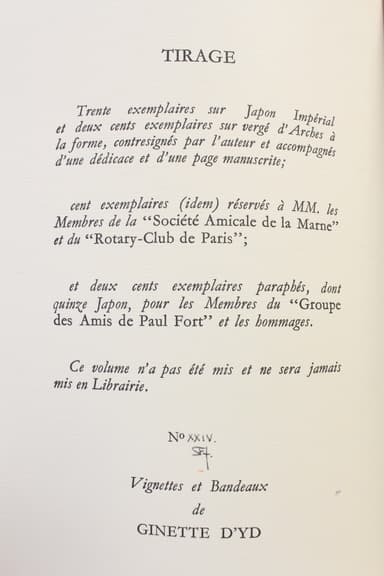 TIRAGE
Trente exemplaires sur Japon Impérial
et deux cents exemplaires sur vergé d'Arches à
la forme, contresignés par l'auteur et accompagnés
d'une dédicace et d'une page manuscrite;
cent exemplaires (idem) réservés à MM. les
Membres de la "Société Amicale de la Marne"
et du "Rotary-Club de Paris";
et deux cents exemplaires paraphés, dont
quinze Japon, pour les Membres du "Groupe
des Amis de Paul Fort" et les hommages.
Ce volume n'a pas été mis et ne sera jamais
mis en Librairie.
No XXIV.
Vignettes et Bandeaux
de
GINETTE D'YD